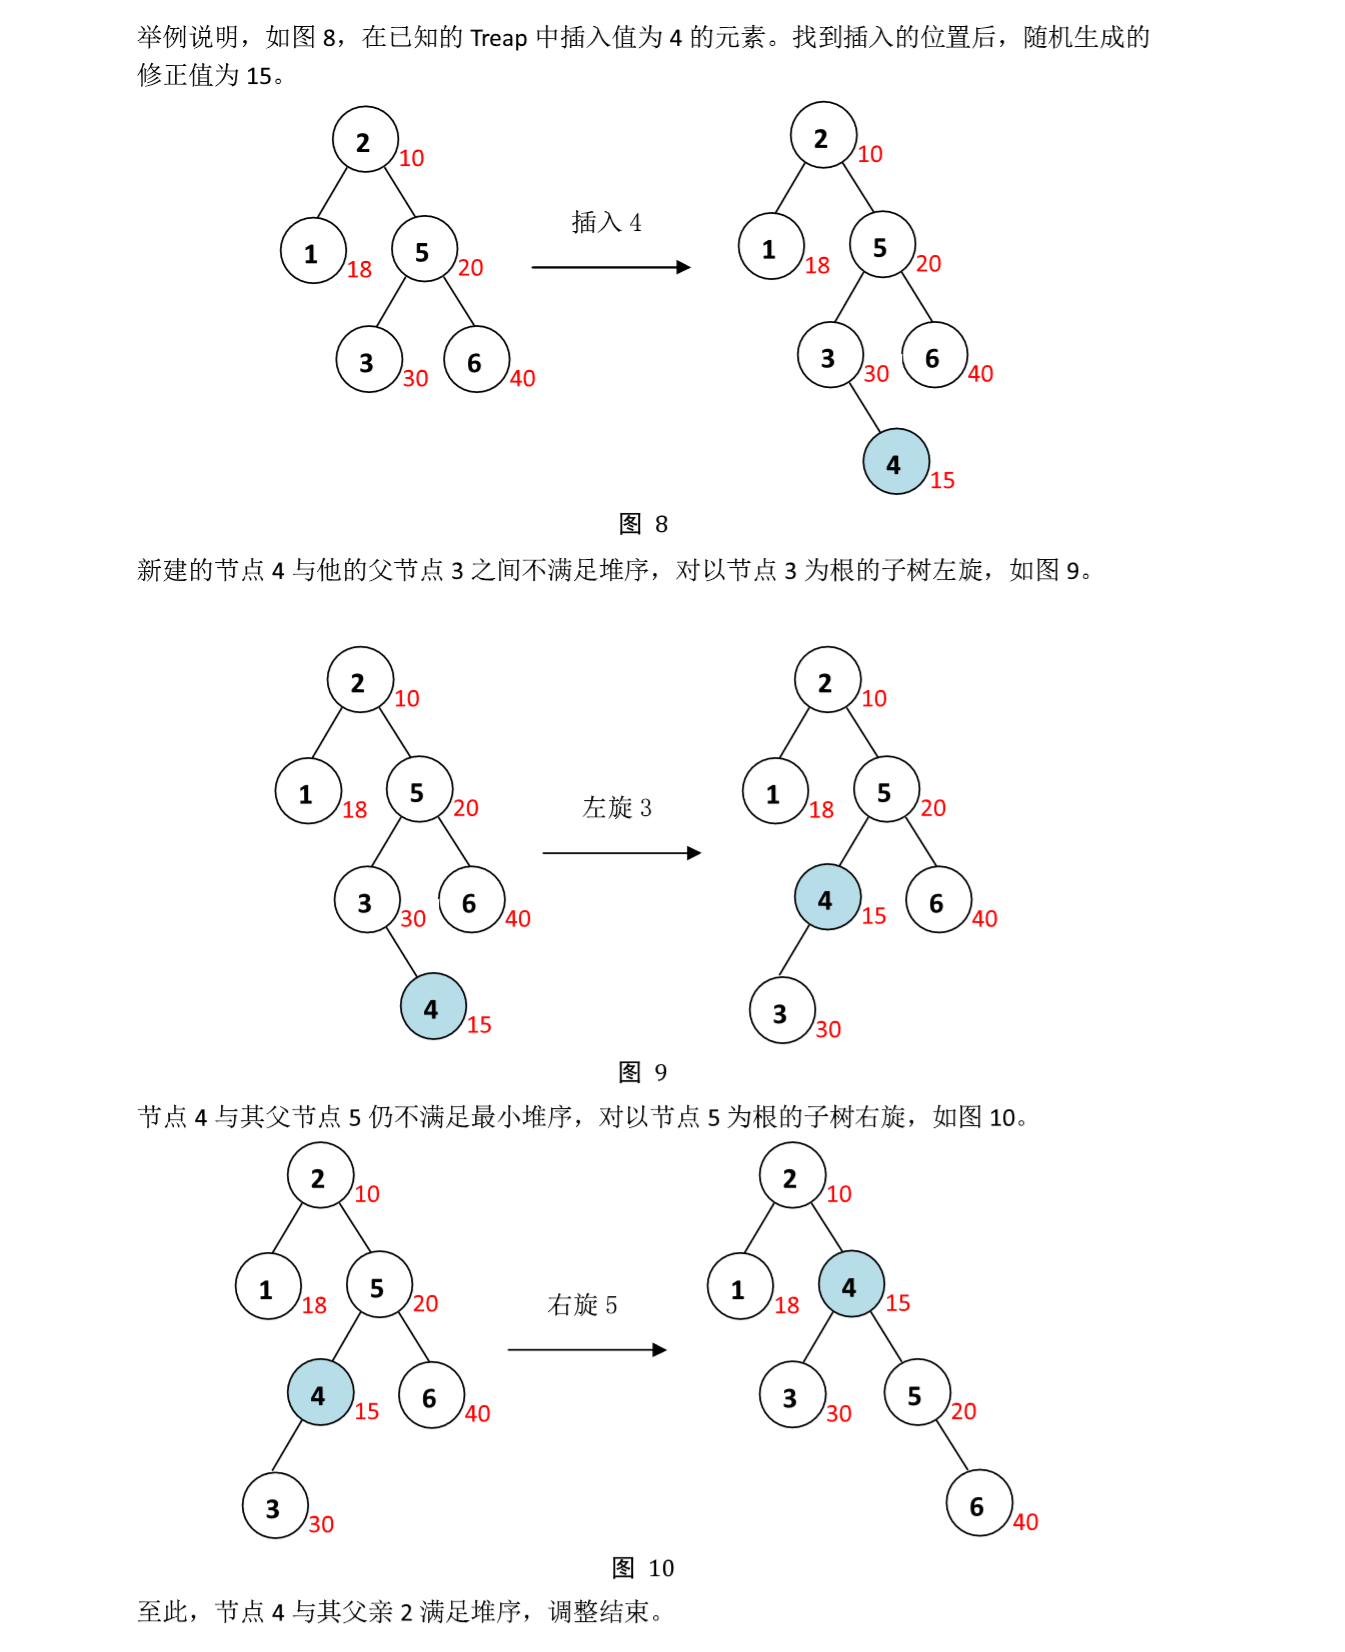 举例说明，如图 8，在已知的 Treap 中插入值为 4 的元素。找到插入的位置后，随机生成的
修正值为 15。
2 10 2 10
插入 4
1 18 5 20 1 18 5 20
3 30 6 40 3 30 6 40
4 15
图 8
新建的节点 4 与他的父节点 3 之间不满足堆序，对以节点 3 为根的子树左旋，如图 9。
2 10 2 10
1 18 5 20 1 18 5 20
左旋 3
3 30 6 40 4 15 6 40
4 15 3 30
图 9
节点 4 与其父节点 5 仍不满足最小堆序，对以节点 5 为根的子树右旋，如图 10。
2 10 2 10
1 18 5 20 1 18 4 15
右旋 5
4 15 6 40 3 30 5 20
3 30 6 40
图 10
至此，节点 4 与其父亲 2 满足堆序，调整结束。